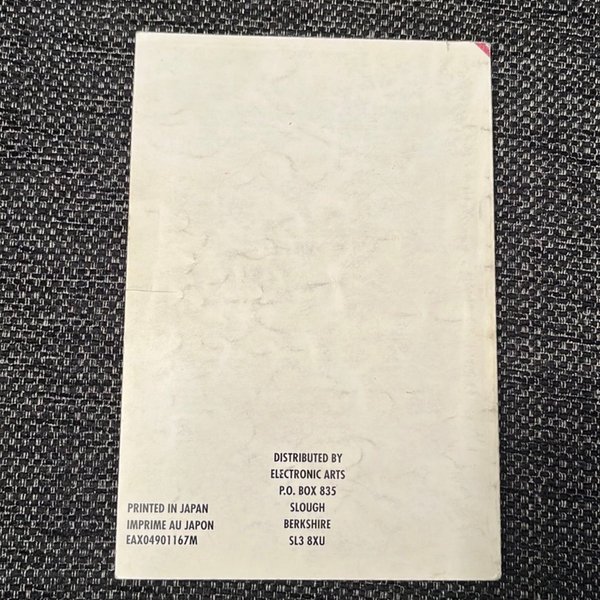 DISTRIBUTED BY
ELECTRONIC ARTS
P.O. BOX 835
SLOUGH
BERKSHIRE
SL3 8XU
PRINTED IN JAPAN
IMPRIME AU JAPON
EAX04901167M